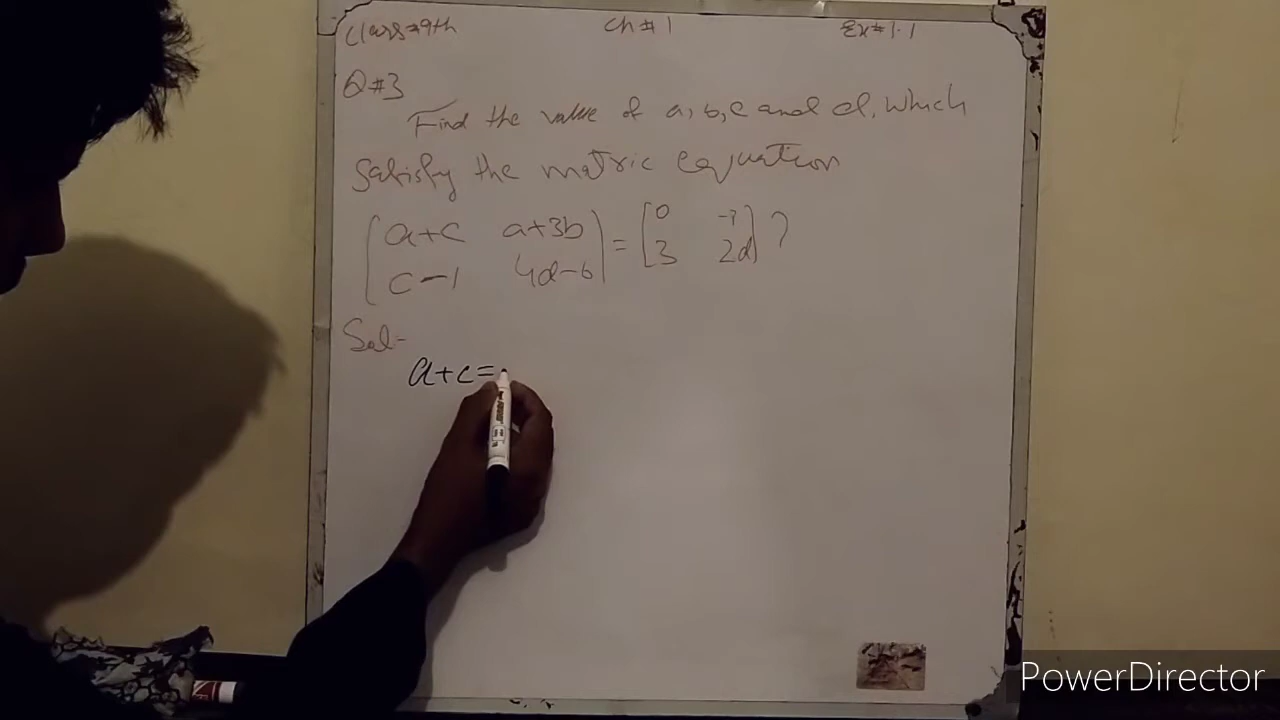 Class=9th Ch # 1 Ex # 1.1
Q #3
Find the value of a, b, c and d, which
Satisfy the matric equation
[a+c a+3b] = [0 -7] ?
[c-1 4d-6] [3 2d]
Sol:-
a+c=
PowerDirector